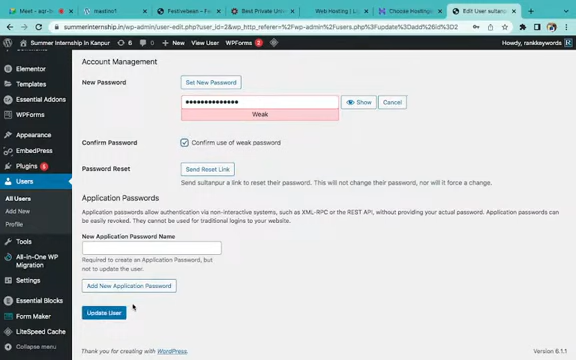 Meet - azp-b
maxtino1
Festiwebeat - I
Best Private Uni
Web Hosting | L
Choose Hosting
Edit User sultan
summerinternship.in/wp-admin/user-edit.php?user_id=2&wp_http_referer=%2Fwp-admin%2Fusers.php%3Fupdate%3Dadd%26id%3D2
Summer Internship In Kanpur
6
0
New
View User
WPForms 2
Howdy, rankkeywords
Elementor
Templates
Essential Addons
WPForms
Appearance
EmbedPress
Plugins 6
Users
All Users
Add New
Profile
Tools
All-in-One WP
Migration
Settings
Essential Blocks
Form Maker
LiteSpeed Cache
Collapse menu
Account Management
New Password
Set New Password
Show
Cancel
Weak
Confirm Password
Confirm use of weak password
Password Reset
Send Reset Link
Send sultanpur a link to reset their password. This will not change their password, nor will it force a change.
Application Passwords
Application passwords allow authentication via non-interactive systems, such as XML-RPC or the REST API, without providing your actual password. Application passwords can
be easily revoked. They cannot be used for traditional logins to your website.
New Application Password Name
Required to create an Application Password, but
not to update the user.
Add New Application Password
Update User
Thank you for creating with WordPress.
Version 6.1.1